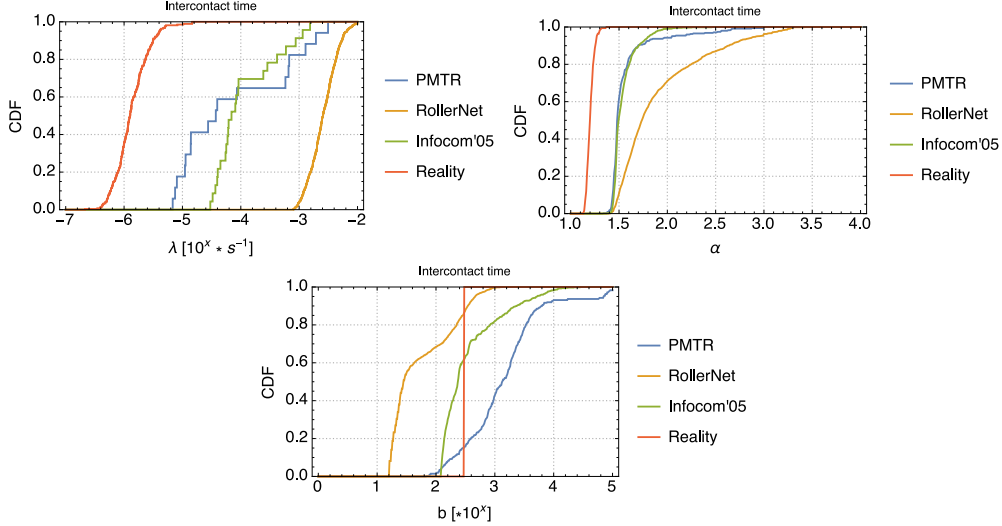 Intercontact time
CDF
1.0
0.8
0.6
0.4
0.2
0.0
-7 -6 -5 -4 -3 -2
λ [10^x * s^-1]
PMTR
RollerNet
Infocom'05
Reality
Intercontact time
CDF
1.0
0.8
0.6
0.4
0.2
0.0
1.0 1.5 2.0 2.5 3.0 3.5 4.0
α
PMTR
RollerNet
Infocom'05
Reality
Intercontact time
CDF
1.0
0.8
0.6
0.4
0.2
0.0
0 1 2 3 4 5
b [*10^x]
PMTR
RollerNet
Infocom'05
Reality